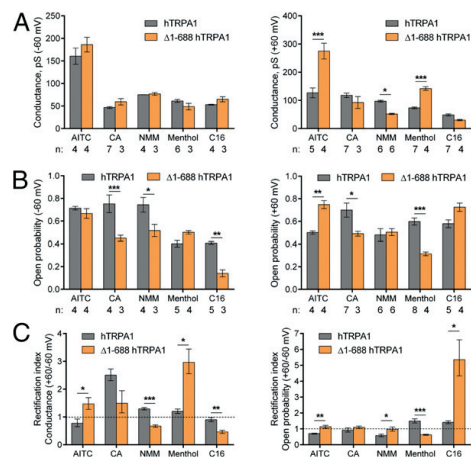 A
hTRPA1
Δ1-688 hTRPA1
Conductance, pS (-60 mV)
250
200
150
100
50
0
AITC CA NMM Menthol C16
n: 4 4 7 3 4 4 6 3 4 3
Conductance, pS (+60 mV)
400
300
200
100
0
***
*
***
AITC CA NMM Menthol C16
n: 5 4 7 3 6 6 7 4 7 4
B
hTRPA1
Δ1-688 hTRPA1
Open probability (-60 mV)
1.0
0.8
0.6
0.4
0.2
0.0
***
*
**
AITC CA NMM Menthol C16
n: 4 4 4 3 4 3 5 4 5 3
hTRPA1
Δ1-688 hTRPA1
Open probability (+60 mV)
1.0
0.8
0.6
0.4
0.2
0.0
**
*
***
AITC CA NMM Menthol C16
n: 4 4 7 3 6 6 8 4 5 4
C
hTRPA1
Δ1-688 hTRPA1
Rectification index
Conductance (+60/-60 mV)
4
3
2
1
0
*
***
*
**
AITC CA NMM Menthol C16
hTRPA1
Δ1-688 hTRPA1
Rectification index
Open probability (+60/-60 mV)
8
6
4
2
1
0
**
*
***
*
AITC CA NMM Menthol C16